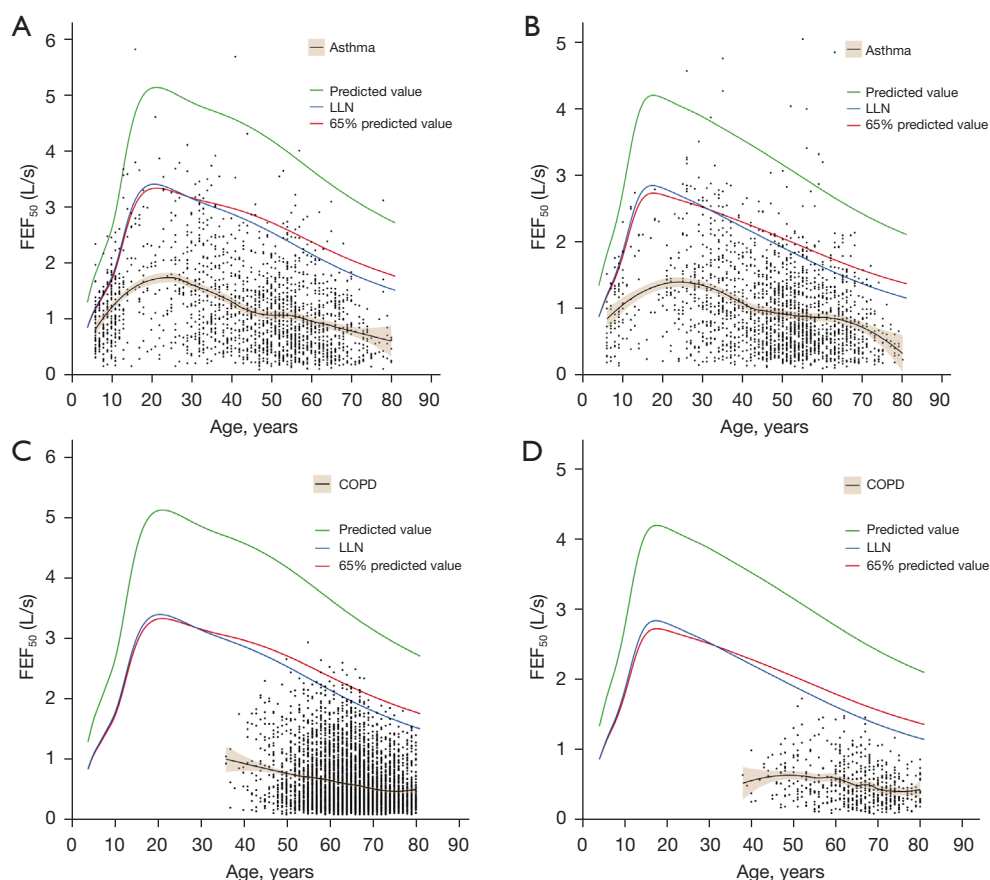 A
6
5
4
3
2
1
0
FEF50 (L/s)
Asthma
Predicted value
LLN
65% predicted value
0 10 20 30 40 50 60 70 80 90
Age, years
B
5
4
3
2
1
0
FEF50 (L/s)
Asthma
Predicted value
LLN
65% predicted value
0 10 20 30 40 50 60 70 80 90
Age, years
C
6
5
4
3
2
1
0
FEF50 (L/s)
COPD
Predicted value
LLN
65% predicted value
0 10 20 30 40 50 60 70 80 90
Age, years
D
5
4
3
2
1
0
FEF50 (L/s)
COPD
Predicted value
LLN
65% predicted value
0 10 20 30 40 50 60 70 80 90
Age, years